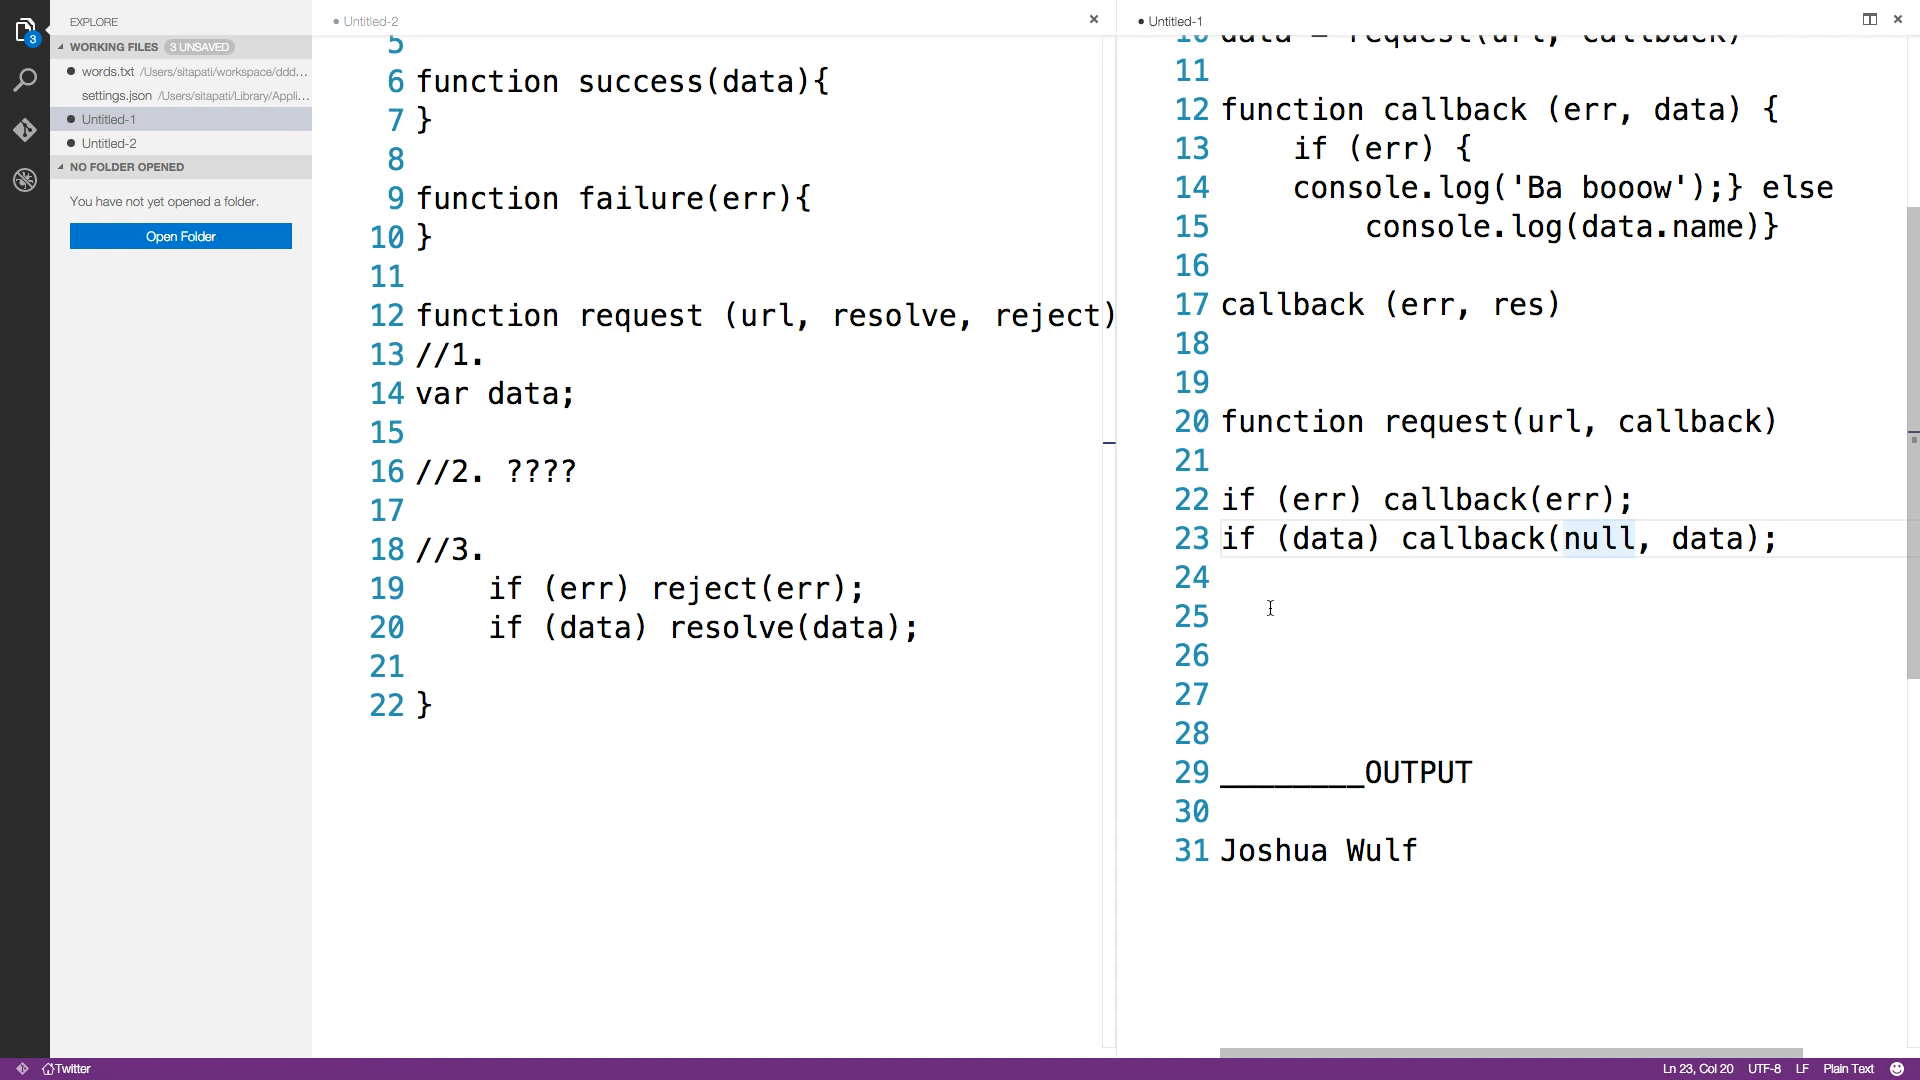 3
EXPLORE
WORKING FILES 3 UNSAVED
words.txt /Users/sitapati/workspace/ddd...
settings.json /Users/sitapati/Library/Appli...
Untitled-1
Untitled-2
NO FOLDER OPENED
You have not yet opened a folder.
Open Folder
Untitled-2
5
6 function success(data){
7 }
8
9 function failure(err){
10 }
11
12 function request (url, resolve, reject)
13 //1.
14 var data;
15
16 //2. ????
17
18 //3.
19 if (err) reject(err);
20 if (data) resolve(data);
21
22 }
Untitled-1
10 data = request(url, callback)
11
12 function callback (err, data) {
13 if (err) {
14 console.log('Ba booow');} else
15 console.log(data.name)}
16
17 callback (err, res)
18
19
20 function request(url, callback)
21
22 if (err) callback(err);
23 if (data) callback(null, data);
24
25
26
27
28
29 ________OUTPUT
30
31 Joshua Wulf
Twitter
Ln 23, Col 20 UTF-8 LF Plain Text